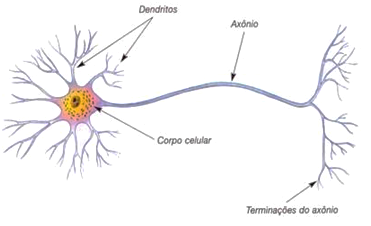 Dendritos
Axônio
Corpo celular
Terminações do axônio